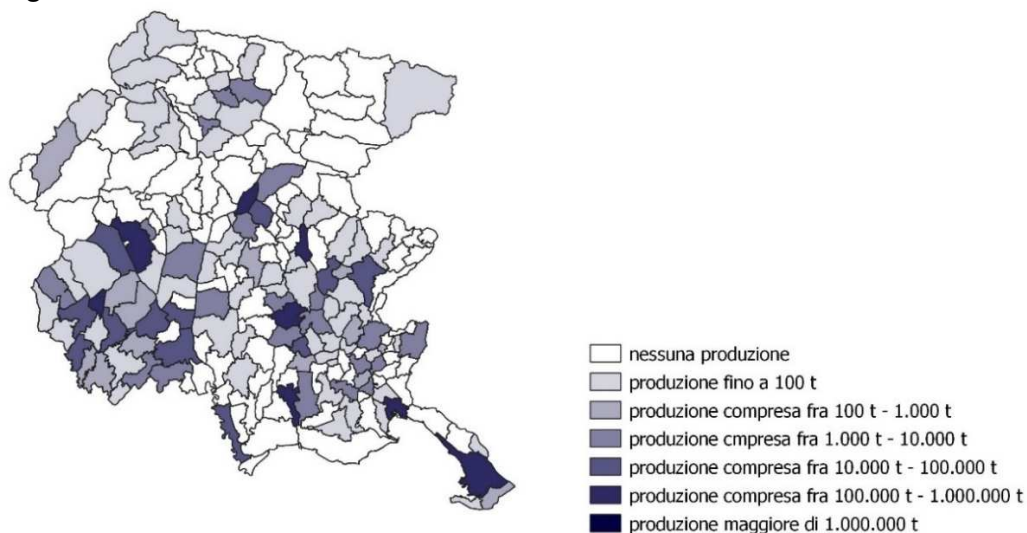 nessuna produzione
produzione fino a 100 t
produzione compresa fra 100 t - 1.000 t
produzione cmpresa fra 1.000 t - 10.000 t
produzione compresa fra 10.000 t - 100.000 t
produzione compresa fra 100.000 t - 1.000.000 t
produzione maggiore di 1.000.000 t